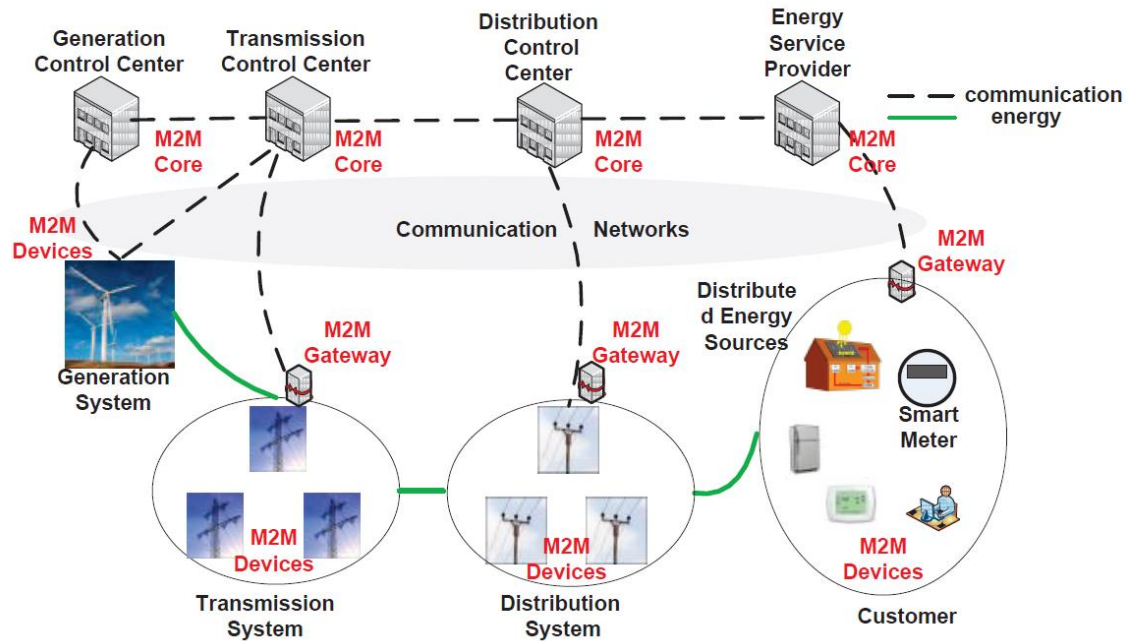 Generation
Control Center
Transmission
Control Center
Distribution
Control
Center
Energy
Service
Provider
communication
energy
M2M
Core
M2M
Core
M2M
Core
M2M
Core
M2M
Devices
Communication Networks
M2M
Gateway
Distribute
d Energy
Sources
Generation
System
M2M
Gateway
M2M
Gateway
Smart
Meter
M2M
Devices
M2M
Devices
M2M
Devices
Transmission
System
Distribution
System
Customer